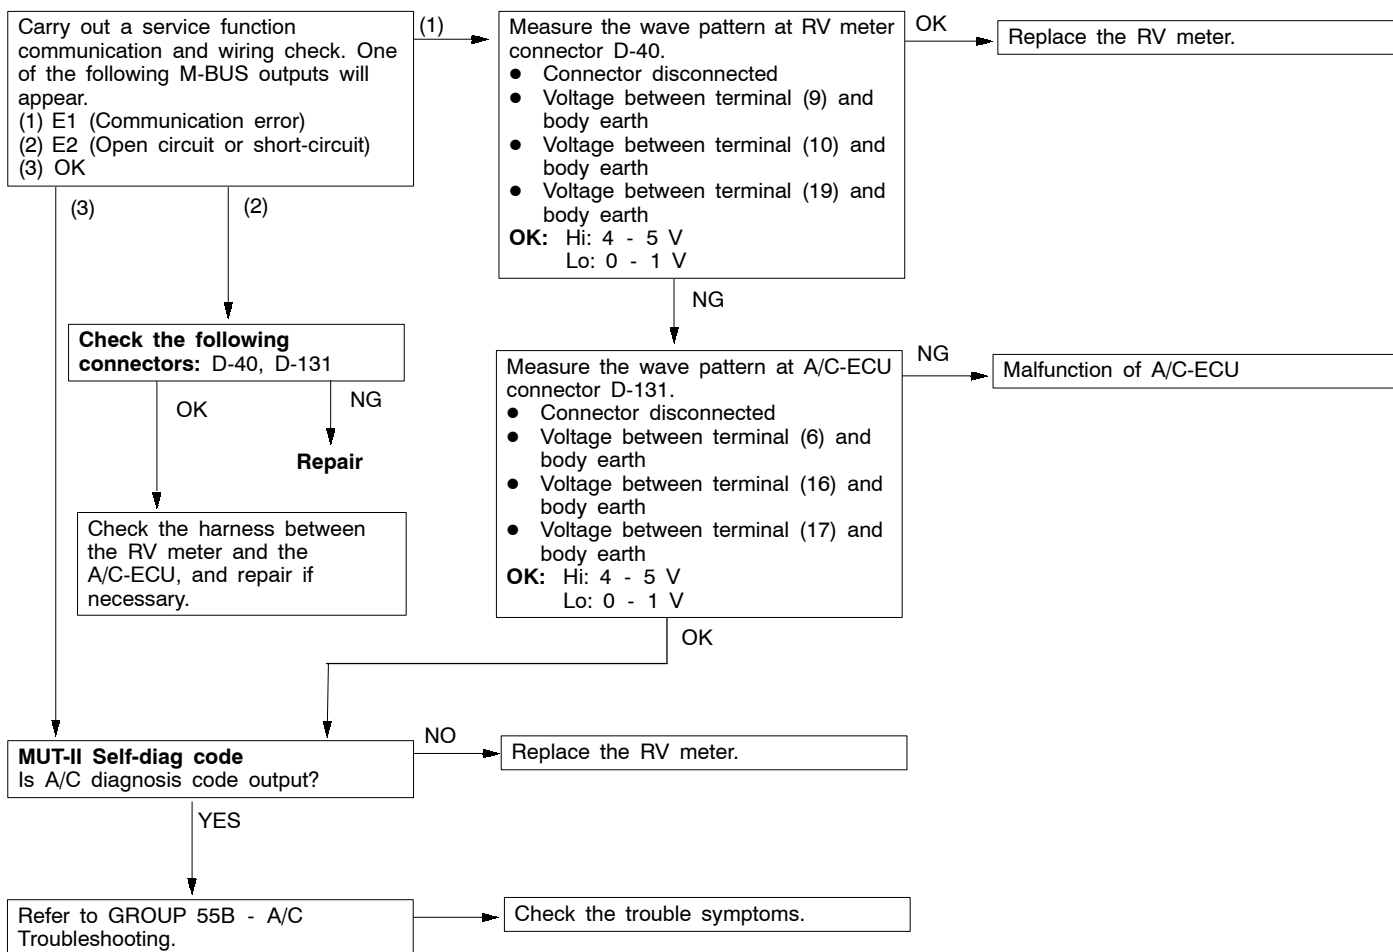 Carry out a service function
communication and wiring check. One
of the following M-BUS outputs will
appear.
(1) E1 (Communication error)
(2) E2 (Open circuit or short-circuit)
(3) OK
(1)
Measure the wave pattern at RV meter
connector D-40.
● Connector disconnected
● Voltage between terminal (9) and
body earth
● Voltage between terminal (10) and
body earth
● Voltage between terminal (19) and
body earth
OK: Hi: 4 - 5 V
Lo: 0 - 1 V
OK
Replace the RV meter.
(3)
(2)
NG
Check the following
connectors: D-40, D-131
OK
NG
Repair
Check the harness between
the RV meter and the
A/C-ECU, and repair if
necessary.
Measure the wave pattern at A/C-ECU
connector D-131.
● Connector disconnected
● Voltage between terminal (6) and
body earth
● Voltage between terminal (16) and
body earth
● Voltage between terminal (17) and
body earth
OK: Hi: 4 - 5 V
Lo: 0 - 1 V
NG
Malfunction of A/C-ECU
OK
MUT-II Self-diag code
Is A/C diagnosis code output?
NO
Replace the RV meter.
YES
Refer to GROUP 55B - A/C
Troubleshooting.
Check the trouble symptoms.